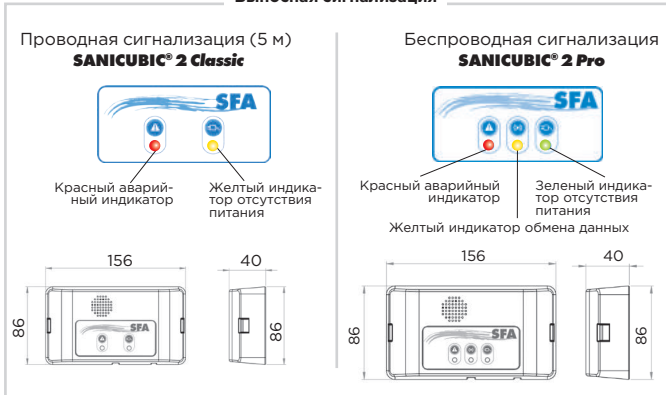 Выносная сигнализация
Проводная сигнализация (5 м)
SANICUBIC® 2 Classic
SFA
Красный аварий-
ный индикатор
Желтый индика-
тор отсутствия
питания
156
40
86
86
SFA
Беспроводная сигнализация
SANICUBIC® 2 Pro
SFA
Красный аварийный
индикатор
Зеленый индика-
тор отсутствия
питания
Желтый индикатор обмена данных
156
40
86
86
SFA